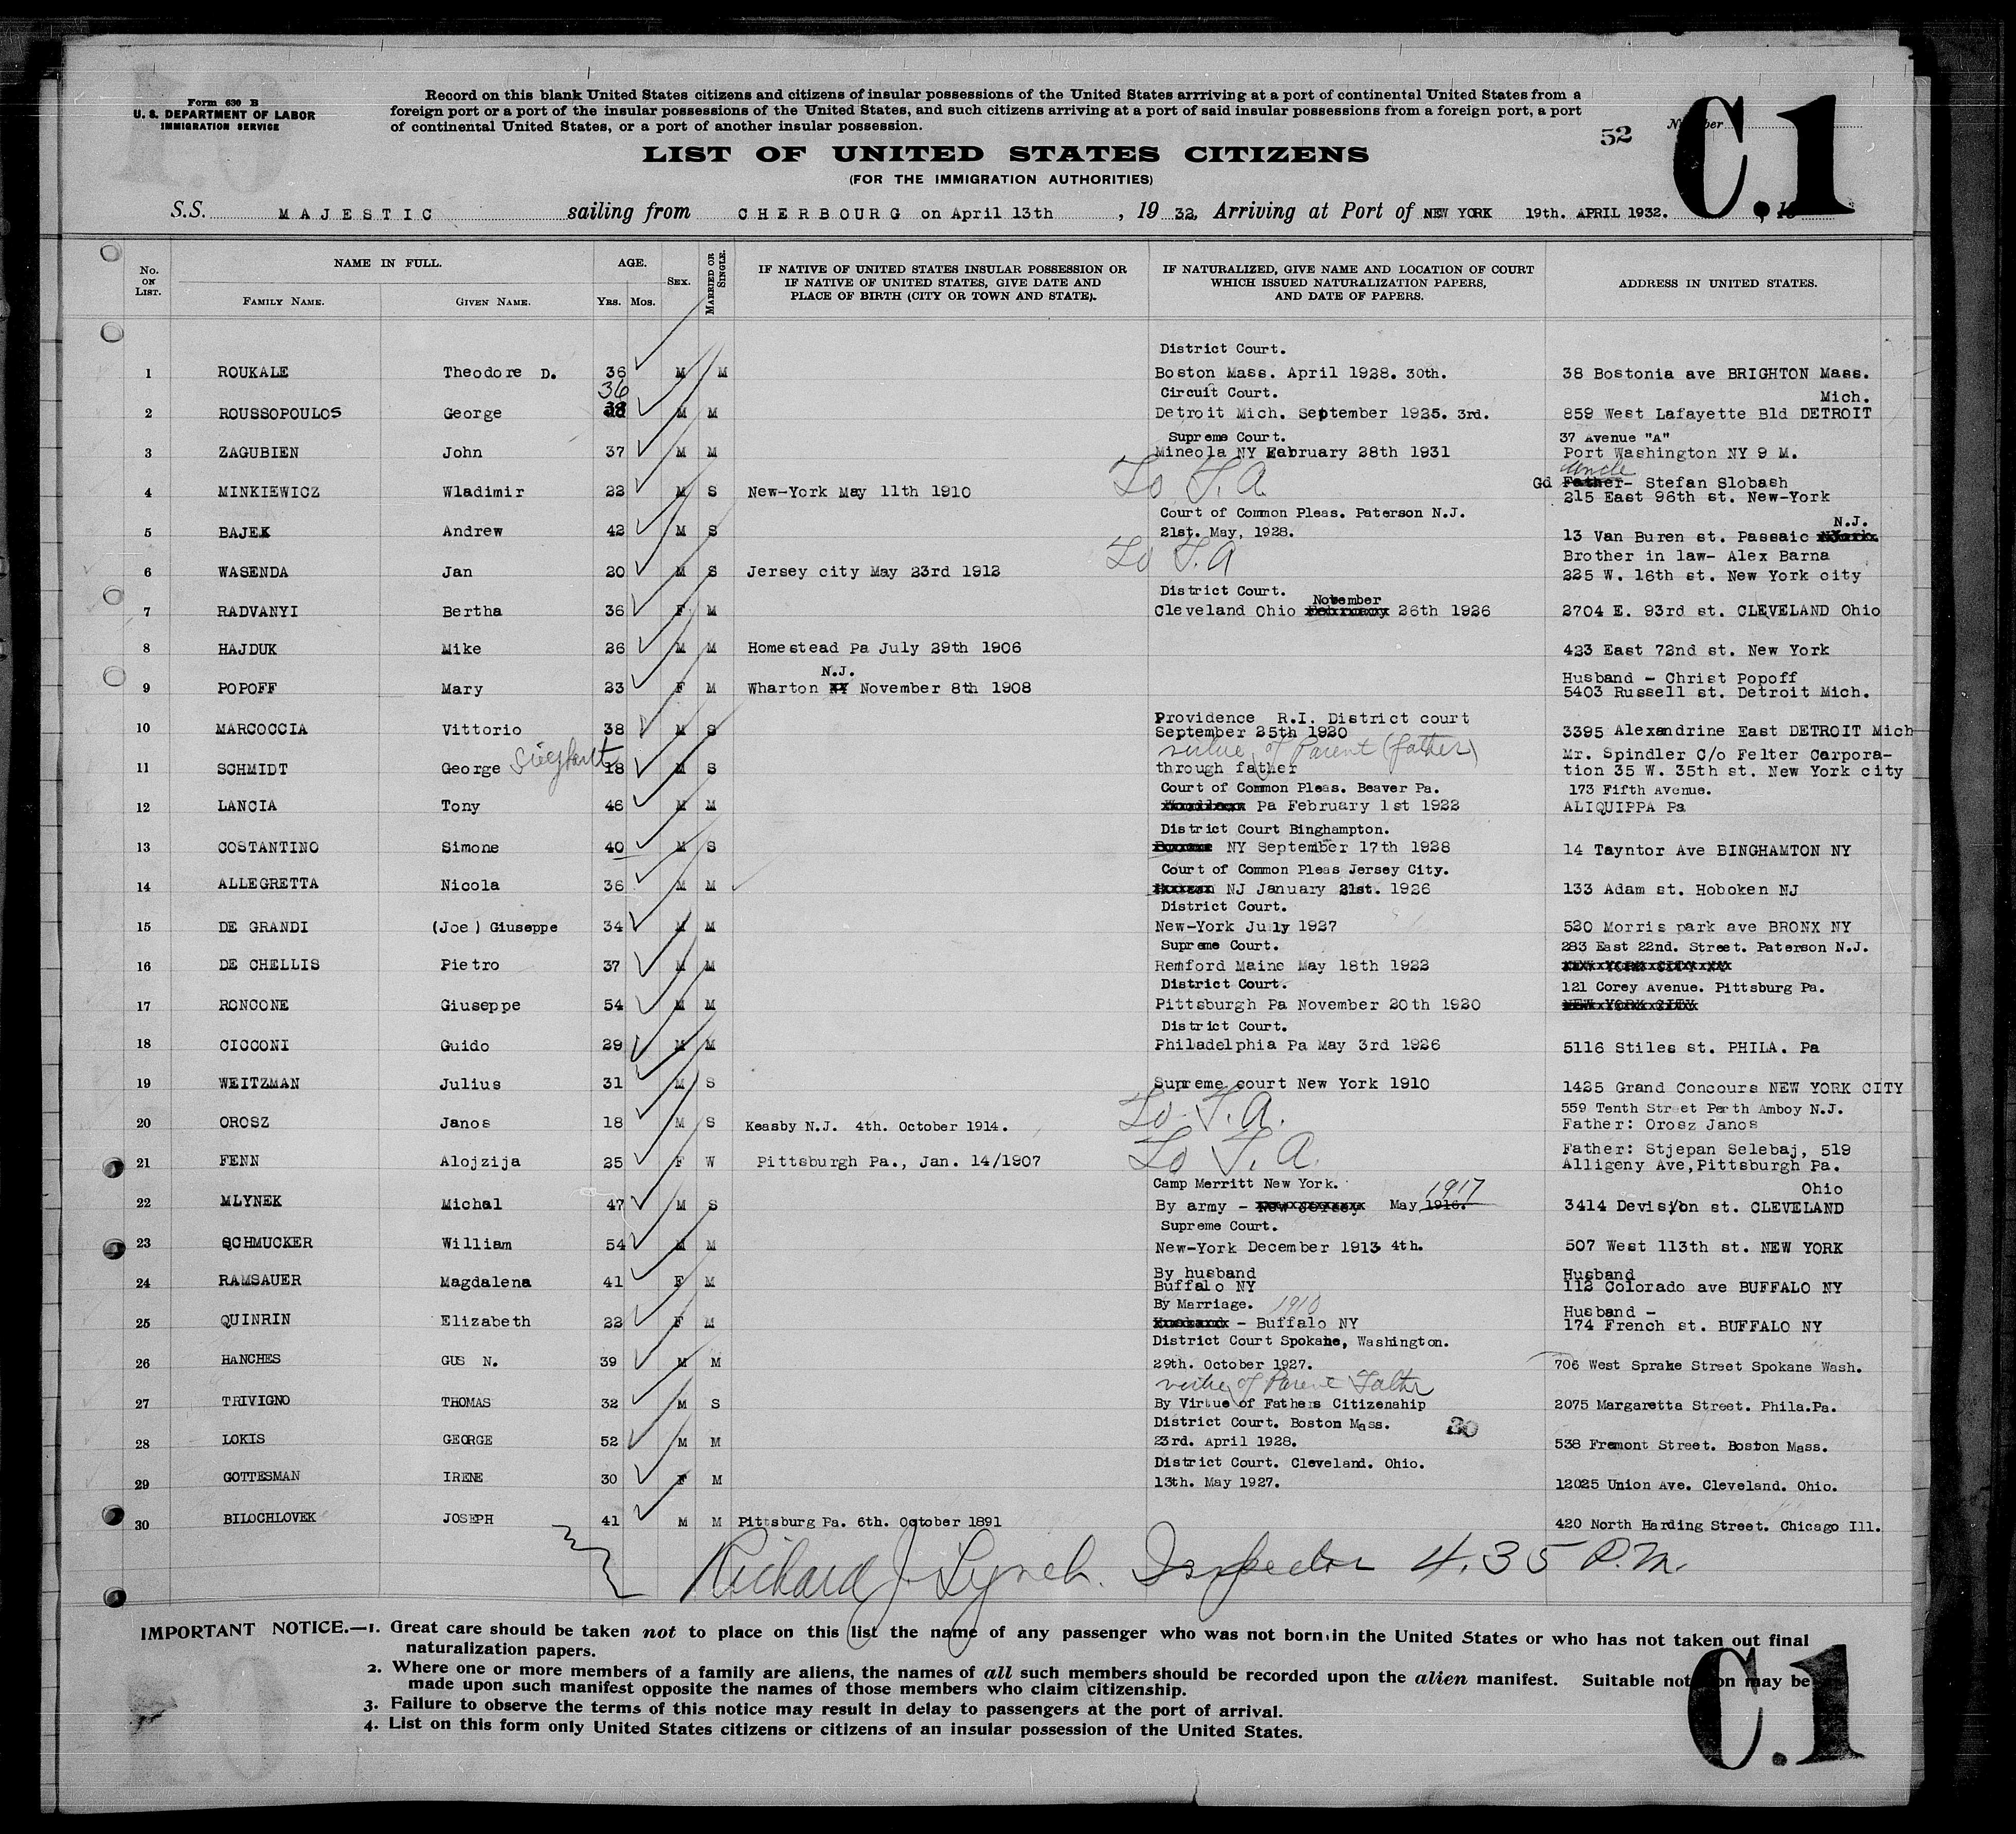 Form 630 B
U. S. DEPARTMENT OF LABOR
IMMIGRATION SERVICE
Record on this blank United States citizens and citizens of insular possessions of the United States arrriving at a port of continental United States from a
foreign port or a port of the insular possessions of the United States, and such citizens arriving at a port of said insular possessions from a foreign port, a port
of continental United States, or a port of another insular possession.
52
Number
C.1
LIST OF UNITED STATES CITIZENS
(FOR THE IMMIGRATION AUTHORITIES)
S.S. MAJESTIC sailing from CHERBOURG on April 13th , 19 32, Arriving at Port of NEW YORK 19th. APRIL 1932. , 19
No. ON LIST. NAME IN FULL. AGE. SEX. MARRIED OR SINGLE. IF NATIVE OF UNITED STATES INSULAR POSSESSION OR IF NATIVE OF UNITED STATES, GIVE DATE AND PLACE OF BIRTH (CITY OR TOWN AND STATE). IF NATURALIZED, GIVE NAME AND LOCATION OF COURT WHICH ISSUED NATURALIZATION PAPERS, AND DATE OF PAPERS. ADDRESS IN UNITED STATES.
FAMILY NAME. GIVEN NAME. YRS. MOS.
District Court.
1 ROUKALE Theodore D. 36 M M Boston Mass. April 1928. 30th. 38 Bostonia ave BRIGHTON Mass.
36 Circuit Court. Mich.
2 ROUSSOPOULOS George 38 M M Detroit Mich. September 1925. 3rd. 859 West Lafayette Bld DETROIT
Supreme Court. 37 Avenue "A"
3 ZAGUBIEN John 37 M M Mineola NY February 28th 1931 Port Washington NY 9 M.
Uncle
4 MINKIEWICZ Wladimir 22 M S New-York May 11th 1910 To T.A. Gd Father- Stefan Slobash
215 East 96th st. New-York
Court of Common Pleas. Paterson N.J. N.J.
5 BAJEK Andrew 42 M S 21st. May, 1928. 13 Van Buren st. Passaic
Brother in law- Alex Barna
6 WASENDA Jan 20 M S Jersey city May 23rd 1912 To T.A 225 W. 16th st. New York city
District Court. November
7 RADVANYI Bertha 36 F M Cleveland Ohio February 26th 1926 2704 E. 93rd st. CLEVELAND Ohio
8 HAJDUK Mike 26 M M Homestead Pa July 29th 1906 423 East 72nd st. New York
N.J. Husband - Christ Popoff
9 POPOFF Mary 23 F M Wharton NY November 8th 1908 5403 Russell st. Detroit Mich.
Providence R.I. District court
10 MARCOCCIA Vittorio 38 M S September 25th 1920 3395 Alexandrine East DETROIT Mich
virtue of Parent (father) Mr. Spindler C/o Felter Carpora-
11 SCHMIDT George 18 M S through father tion 35 W. 35th st. New York city
Court of Common Pleas. Beaver Pa. 173 Fifth Avenue.
12 LANCIA Tony 46 M M Pa February 1st 1922 ALIQUIPPA Pa
District Court Binghampton.
13 COSTANTINO Simone 40 M S NY September 17th 1928 14 Tayntor Ave BINGHAMTON NY
Court of Common Pleas Jersey City.
14 ALLEGRETTA Nicola 36 M M NJ January 21st. 1926 133 Adam st. Hoboken NJ
District Court.
15 DE GRANDI (Joe) Giuseppe 34 M M New-York July 1927 520 Morris park ave BRONX NY
Supreme Court. 283 East 22nd. Street. Paterson N.J.
16 DE CHELLIS Pietro 37 M M Remford Maine May 18th 1922 NEW YORK CITY NY
District Court. 121 Corey Avenue. Pittsburg Pa.
17 RONCONE Giuseppe 54 M M Pittsburgh Pa November 20th 1920 NEW YORK CITY
District Court.
18 CICCONI Guido 29 M M Philadelphia Pa May 3rd 1926 5116 Stiles st. PHILA. Pa
19 WEITZMAN Julius 31 M S Supreme court New York 1910 1425 Grand Concours NEW YORK CITY
559 Tenth Street Perth Amboy N.J.
20 OROSZ Janos 18 M S Keasby N.J. 4th. October 1914. To T.A. Father: Orosz Janos
Father: Stjepan Selebaj, 519
21 FENN Alojzija 25 F W Pittsburgh Pa., Jan. 14/1907 To T.A. Alligeny Ave,Pittsburgh Pa.
Camp Merritt New York. 1917 Ohio
22 MLYNEK Michal 47 M S By army - New Jersey May 1916. 3414 Devision st. CLEVELAND
Supreme Court.
23 SCHMUCKER William 54 M M New-York December 1913 4th. 507 West 113th st. NEW YORK
By husband Husband
24 RAMSAUER Magdalena 41 F M Buffalo NY 112 Colorado ave BUFFALO NY
By Marriage. 1910 Husband -
25 QUINRIN Elizabeth 22 F M Husband - Buffalo NY 174 French st. BUFFALO NY
District Court Spokane, Washington.
26 HANCHES GUS N. 39 M M 29th. October 1927. 706 West Sprake Street Spokane Wash.
virtue of Parent Father
27 TRIVIGNO THOMAS 32 M S By Virtue of Fathers Citizenahip 2075 Margaretta Street. Phila.Pa.
District Court. Boston Mass. 30
28 LOKIS GEORGE 52 M M 23rd. April 1928. 538 Fremont Street. Boston Mass.
District Court. Cleveland. Ohio.
29 GOTTESMAN IRENE 30 F M 13th. May 1927. 12025 Union Ave. Cleveland. Ohio.
30 BILOCHLOVEK JOSEPH 41 M M Pittsburg Pa. 6th. October 1891 420 North Harding Street. Chicago Ill.
Richard J. Lynch. Inspector 4.35 P.M.
IMPORTANT NOTICE.—1. Great care should be taken not to place on this list the name of any passenger who was not born in the United States or who has not taken out final
naturalization papers.
2. Where one or more members of a family are aliens, the names of all such members should be recorded upon the alien manifest. Suitable notation may be
made upon such manifest opposite the names of those members who claim citizenship.
3. Failure to observe the terms of this notice may result in delay to passengers at the port of arrival.
4. List on this form only United States citizens or citizens of an insular possession of the United States.
C.1